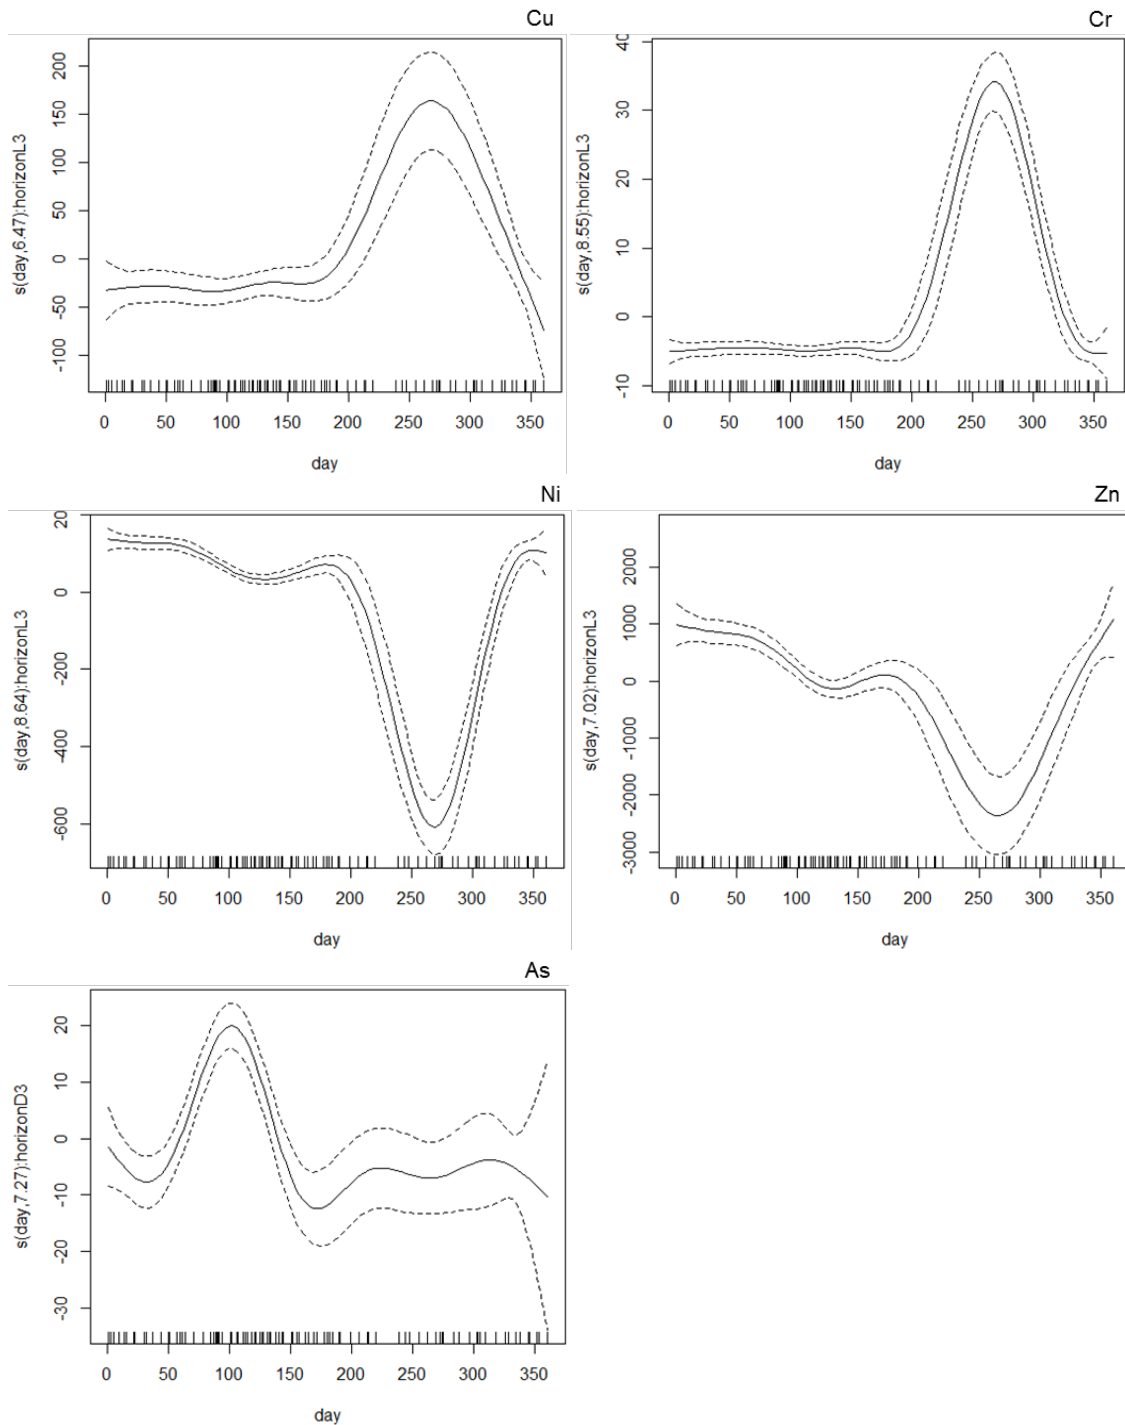 Cu
s(day,6.47):horizonL3
200
150
100
50
0
-50
-100
0 50 100 150 200 250 300 350
day
Cr
s(day,8.55):horizonL3
40
30
20
10
0
-10
0 50 100 150 200 250 300 350
day
Ni
s(day,8.64):horizonL3
20
0
-200
-400
-600
0 50 100 150 200 250 300 350
day
Zn
s(day,7.02):horizonL3
2000
1000
0
-1000
-2000
-3000
0 50 100 150 200 250 300 350
day
As
s(day,7.27):horizonD3
20
10
0
-10
-20
-30
0 50 100 150 200 250 300 350
day